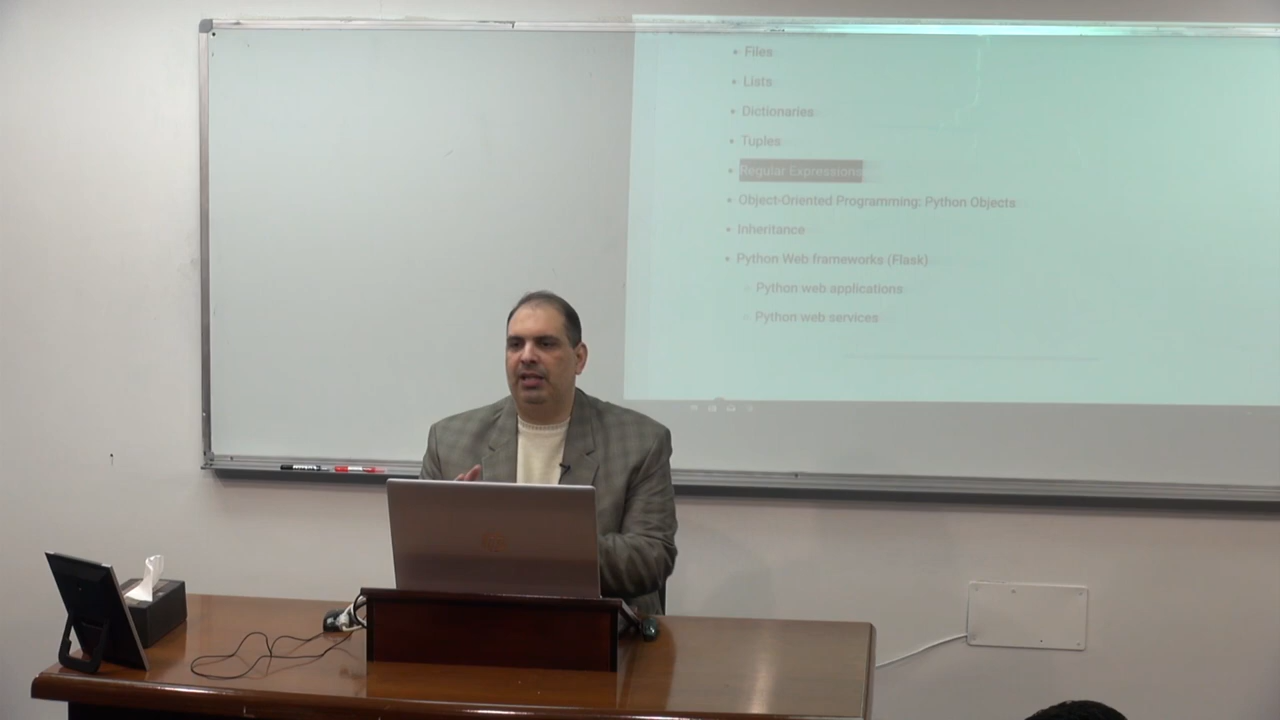 Files
Lists
Dictionaries
Tuples
Regular Expressions
Object-Oriented Programming: Python Objects
Inheritance
Python Web frameworks (Flask)
Python web applications
Python web services